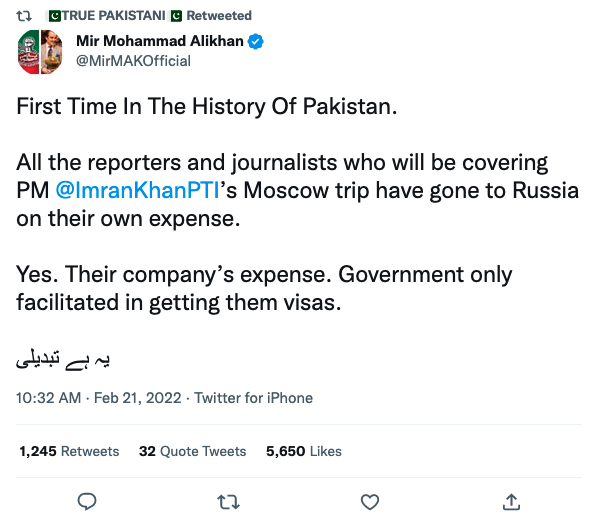 TRUE PAKISTANI Retweeted
Mir Mohammad Alikhan
@MirMAKOfficial
First Time In The History Of Pakistan.
All the reporters and journalists who will be covering
PM @ImranKhanPTI's Moscow trip have gone to Russia
on their own expense.
Yes. Their company's expense. Government only
facilitated in getting them visas.
یہ ہے تبدیلی
10:32 AM · Feb 21, 2022 · Twitter for iPhone
1,245 Retweets 32 Quote Tweets 5,650 Likes